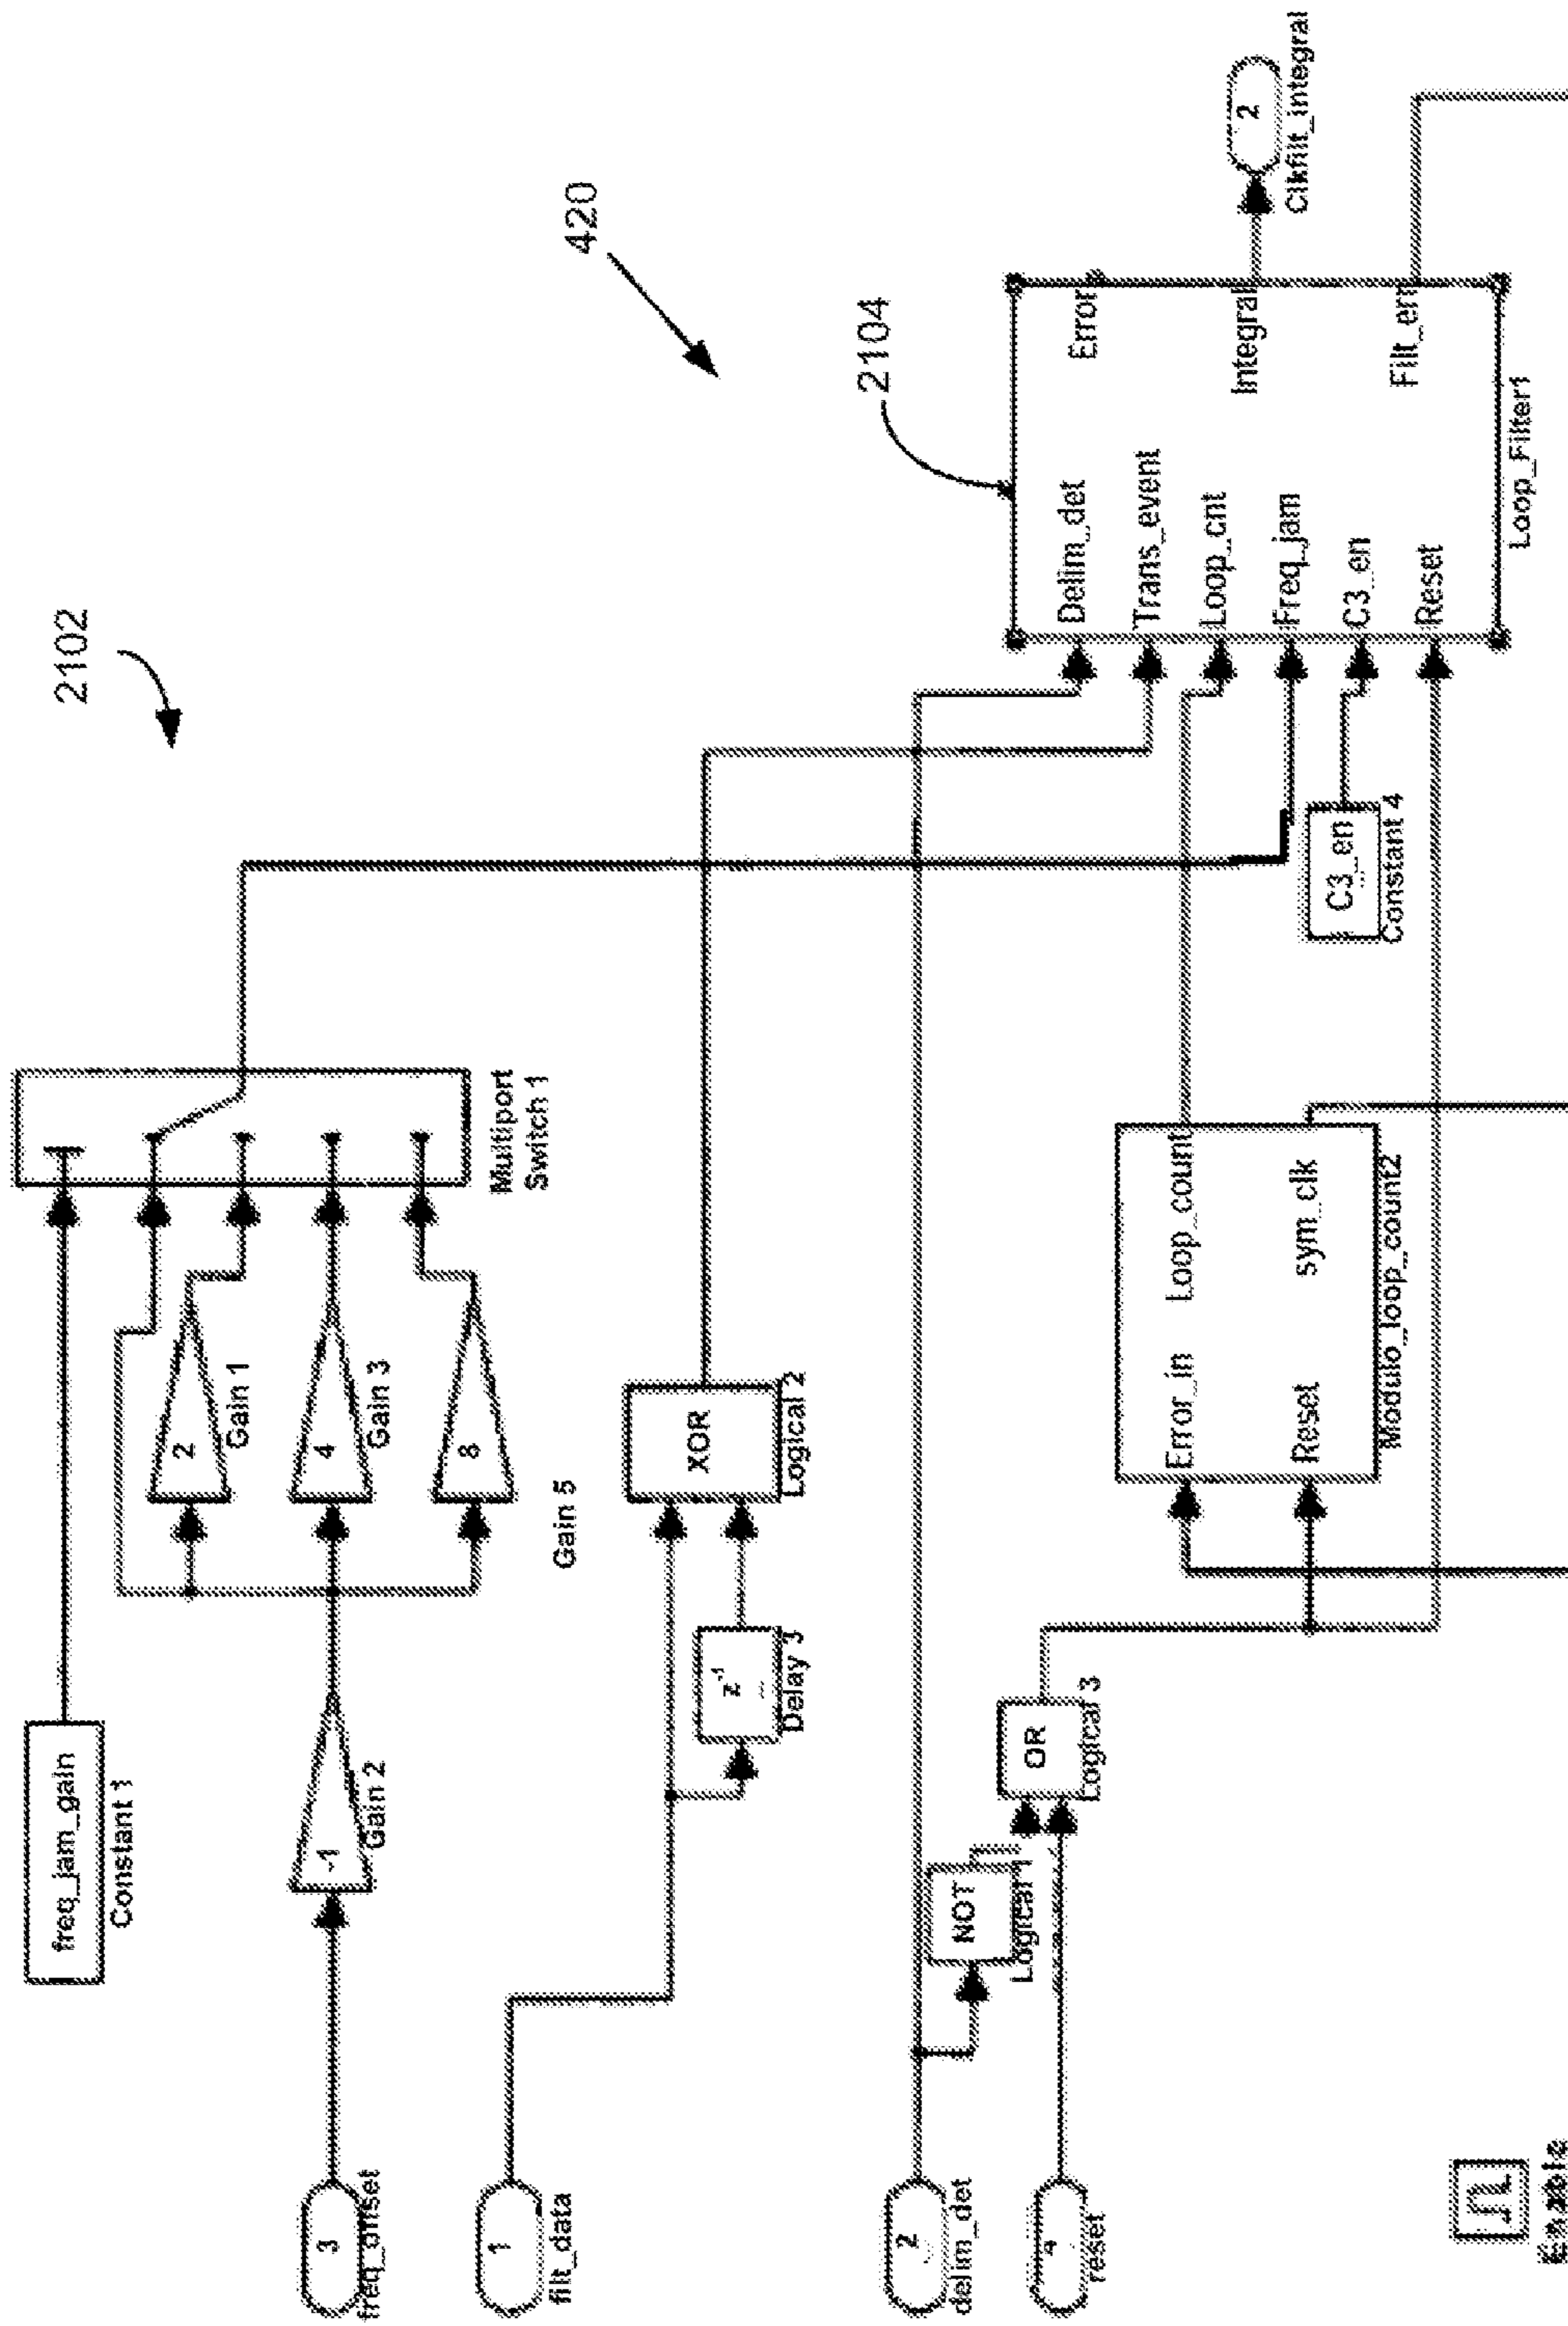 2102
420
2104
freq_jam_gain
Constant 1
Multiport
Switch 1
3
freq_offset
-1
Gain 2
2
Gain 1
4
Gain 3
8
Gain 5
1
filt_data
z-1
Delay 3
XOR
Logical 2
2
delim_det
NOT
Logical 1
OR
Logical 3
4
reset
Error_in
Loop_count
Reset
sym_clk
Modulo_loop_count2
C3_en
Constant 4
Delim_det
Trans_event
Loop_cnt
Freq_jam
C3_en
Reset
Error
Integral
Filt_err
Loop_Filter1
2
Clkfilt_integral
Enable